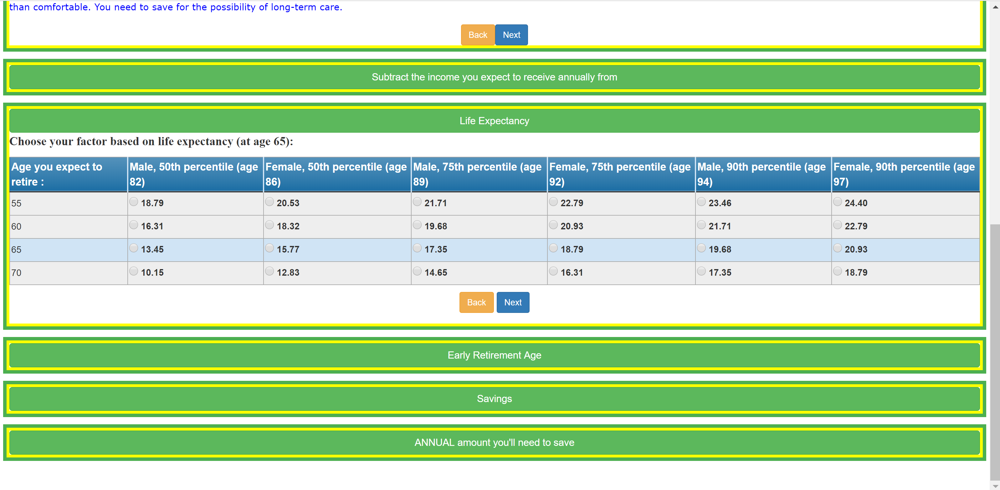 than comfortable. You need to save for the possibility of long-term care.
Back Next
Subtract the income you expect to receive annually from
Life Expectancy
Choose your factor based on life expectancy (at age 65):
Age you expect to retire : Male, 50th percentile (age 82) Female, 50th percentile (age 86) Male, 75th percentile (age 89) Female, 75th percentile (age 92) Male, 90th percentile (age 94) Female, 90th percentile (age 97)
55 18.79 20.53 21.71 22.79 23.46 24.40
60 16.31 18.32 19.68 20.93 21.71 22.79
65 13.45 15.77 17.35 18.79 19.68 20.93
70 10.15 12.83 14.65 16.31 17.35 18.79
Back Next
Early Retirement Age
Savings
ANNUAL amount you'll need to save